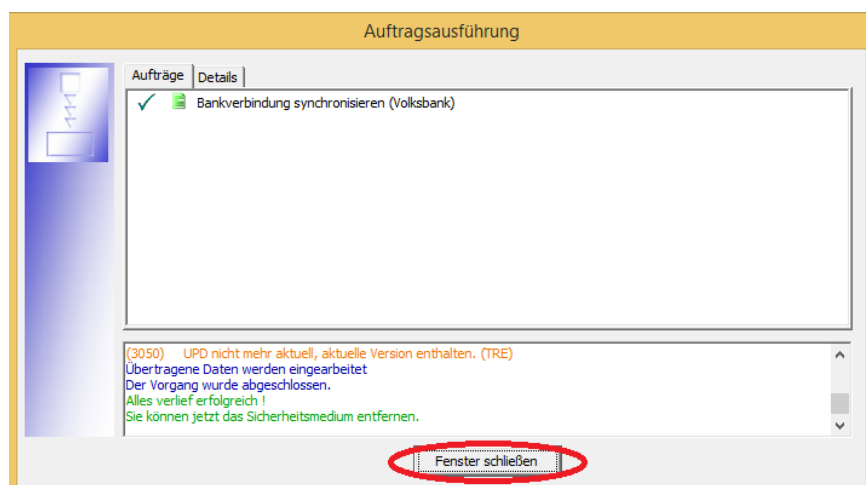 Auftragsausführung
Aufträge Details
Bankverbindung synchronisieren (Volksbank)
(3050) UPD nicht mehr aktuell, aktuelle Version enthalten. (TRE)
Übertragene Daten werden eingearbeitet
Der Vorgang wurde abgeschlossen.
Alles verlief erfolgreich !
Sie können jetzt das Sicherheitsmedium entfernen.
Fenster schließen